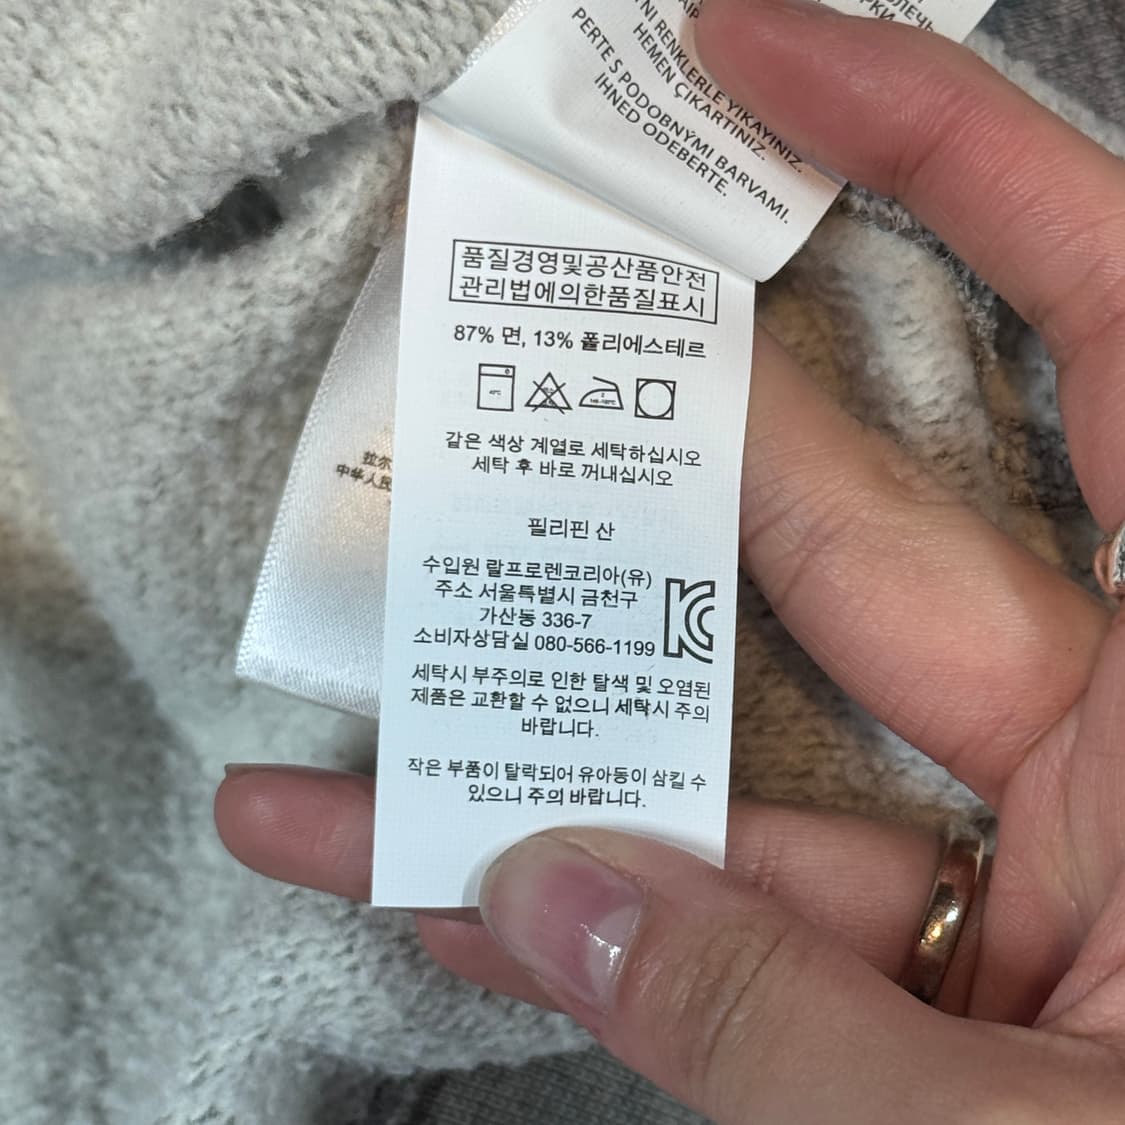 НИ RENKLERLE YIKAYINIZ.
HEMEN ÇIKARTINIZ.
PERTE S PODOBNÝMI BARVAMI.
IHNED ODEBERTE.
품질경영및공산품안전
관리법에의한품질표시
87% 면, 13% 폴리에스테르
같은 색상 계열로 세탁하십시오
세탁 후 바로 꺼내십시오
필리핀 산
수입원 랄프로렌코리아(유)
주소 서울특별시 금천구
가산동 336-7
소비자상담실 080-566-1199
세탁시 부주의로 인한 탈색 및 오염된
제품은 교환할 수 없으니 세탁시 주의
바랍니다.
작은 부품이 탈락되어 유아동이 삼킬 수
있으니 주의 바랍니다.
拉尔
中华人民